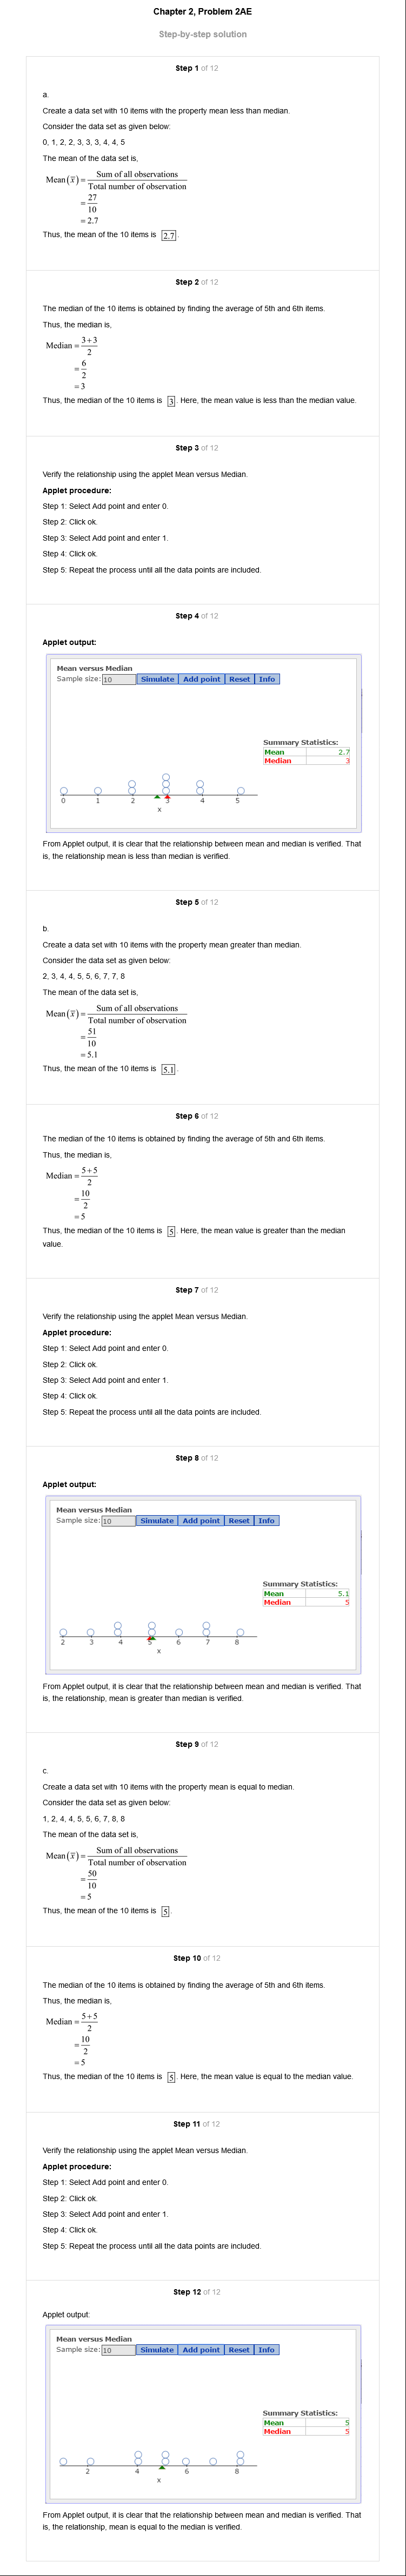 Chapter 2, Problem 2AE
Step-by-step solution
Step 1 of 12
a.
Create a data set with 10 items with the property mean less than median.
Consider the data set as given below:
0, 1, 2, 2, 3, 3, 3, 4, 4, 5
The mean of the data set is,
Mean (x̅) = Sum of all observations / Total number of observation
= 27/10
= 2.7
Thus, the mean of the 10 items is 2.7.
Step 2 of 12
The median of the 10 items is obtained by finding the average of 5th and 6th items.
Thus, the median is,
Median = 3+3 / 2
= 6/2
= 3
Thus, the median of the 10 items is 3. Here, the mean value is less than the median value.
Step 3 of 12
Verify the relationship using the applet Mean versus Median.
Applet procedure:
Step 1: Select Add point and enter 0.
Step 2: Click ok.
Step 3: Select Add point and enter 1.
Step 4: Click ok.
Step 5: Repeat the process until all the data points are included.
Step 4 of 12
Applet output:
Mean versus Median
Sample size: 10 Simulate Add point Reset Info
Summary Statistics:
Mean 2.7
Median 3
0 1 2 3 4 5
x
From Applet output, it is clear that the relationship between mean and median is verified. That
is, the relationship mean is less than median is verified.
Step 5 of 12
b.
Create a data set with 10 items with the property mean greater than median.
Consider the data set as given below:
2, 3, 4, 4, 5, 5, 6, 7, 7, 8
The mean of the data set is,
Mean (x̅) = Sum of all observations / Total number of observation
= 51/10
= 5.1
Thus, the mean of the 10 items is 5.1.
Step 6 of 12
The median of the 10 items is obtained by finding the average of 5th and 6th items.
Thus, the median is,
Median = 5+5 / 2
= 10/2
= 5
Thus, the median of the 10 items is 5. Here, the mean value is greater than the median
value.
Step 7 of 12
Verify the relationship using the applet Mean versus Median.
Applet procedure:
Step 1: Select Add point and enter 0.
Step 2: Click ok.
Step 3: Select Add point and enter 1.
Step 4: Click ok.
Step 5: Repeat the process until all the data points are included.
Step 8 of 12
Applet output:
Mean versus Median
Sample size: 10 Simulate Add point Reset Info
Summary Statistics:
Mean 5.1
Median 5
2 3 4 5 6 7 8
x
From Applet output, it is clear that the relationship between mean and median is verified. That
is, the relationship, mean is greater than median is verified.
Step 9 of 12
c.
Create a data set with 10 items with the property mean is equal to median.
Consider the data set as given below:
1, 2, 4, 4, 5, 5, 6, 7, 8, 8
The mean of the data set is,
Mean (x̅) = Sum of all observations / Total number of observation
= 50/10
= 5
Thus, the mean of the 10 items is 5.
Step 10 of 12
The median of the 10 items is obtained by finding the average of 5th and 6th items.
Thus, the median is,
Median = 5+5 / 2
= 10/2
= 5
Thus, the median of the 10 items is 5. Here, the mean value is equal to the median value.
Step 11 of 12
Verify the relationship using the applet Mean versus Median.
Applet procedure:
Step 1: Select Add point and enter 0.
Step 2: Click ok.
Step 3: Select Add point and enter 1.
Step 4: Click ok.
Step 5: Repeat the process until all the data points are included.
Step 12 of 12
Applet output:
Mean versus Median
Sample size: 10 Simulate Add point Reset Info
Summary Statistics:
Mean 5
Median 5
2 4 6 8
x
From Applet output, it is clear that the relationship between mean and median is verified. That
is, the relationship, mean is equal to the median is verified.